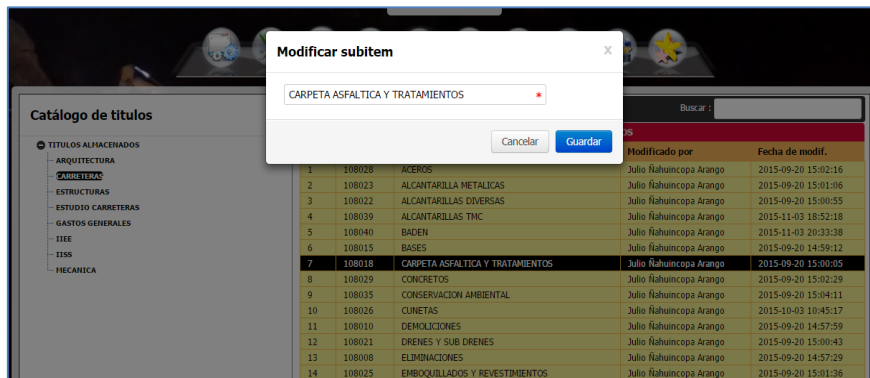 Modificar subitem x
CARPETA ASFALTICA Y TRATAMIENTOS *
Cancelar Guardar
Catálogo de titulos
TITULOS ALMACENADOS
ARQUITECTURA
CARRETERAS
ESTRUCTURAS
ESTUDIO CARRETERAS
GASTOS GENERALES
IIEE
IISS
MECANICA
Buscar :
OS
Modificado por Fecha de modif.
1 108028 ACEROS Julio Ñahuincopa Arango 2015-09-20 15:02:16
2 108023 ALCANTARILLA METALICAS Julio Ñahuincopa Arango 2015-09-20 15:01:06
3 108022 ALCANTARILLAS DIVERSAS Julio Ñahuincopa Arango 2015-09-20 15:00:55
4 108039 ALCANTARILLAS TMC Julio Ñahuincopa Arango 2015-11-03 18:52:18
5 108040 BADEN Julio Ñahuincopa Arango 2015-11-03 20:33:38
6 108015 BASES Julio Ñahuincopa Arango 2015-09-20 14:59:12
7 108018 CARPETA ASFALTICA Y TRATAMIENTOS Julio Ñahuincopa Arango 2015-09-20 15:00:05
8 108029 CONCRETOS Julio Ñahuincopa Arango 2015-09-20 15:02:29
9 108035 CONSERVACION AMBIENTAL Julio Ñahuincopa Arango 2015-09-20 15:04:11
10 108026 CUNETAS Julio Ñahuincopa Arango 2015-10-03 10:45:17
11 108010 DEMOLICIONES Julio Ñahuincopa Arango 2015-09-20 14:57:59
12 108021 DRENES Y SUB DRENES Julio Ñahuincopa Arango 2015-09-20 15:00:43
13 108008 ELIMINACIONES Julio Ñahuincopa Arango 2015-09-20 14:57:29
14 108025 EMBOQUILLADOS Y REVESTIMIENTOS Julio Ñahuincopa Arango 2015-09-20 15:01:36